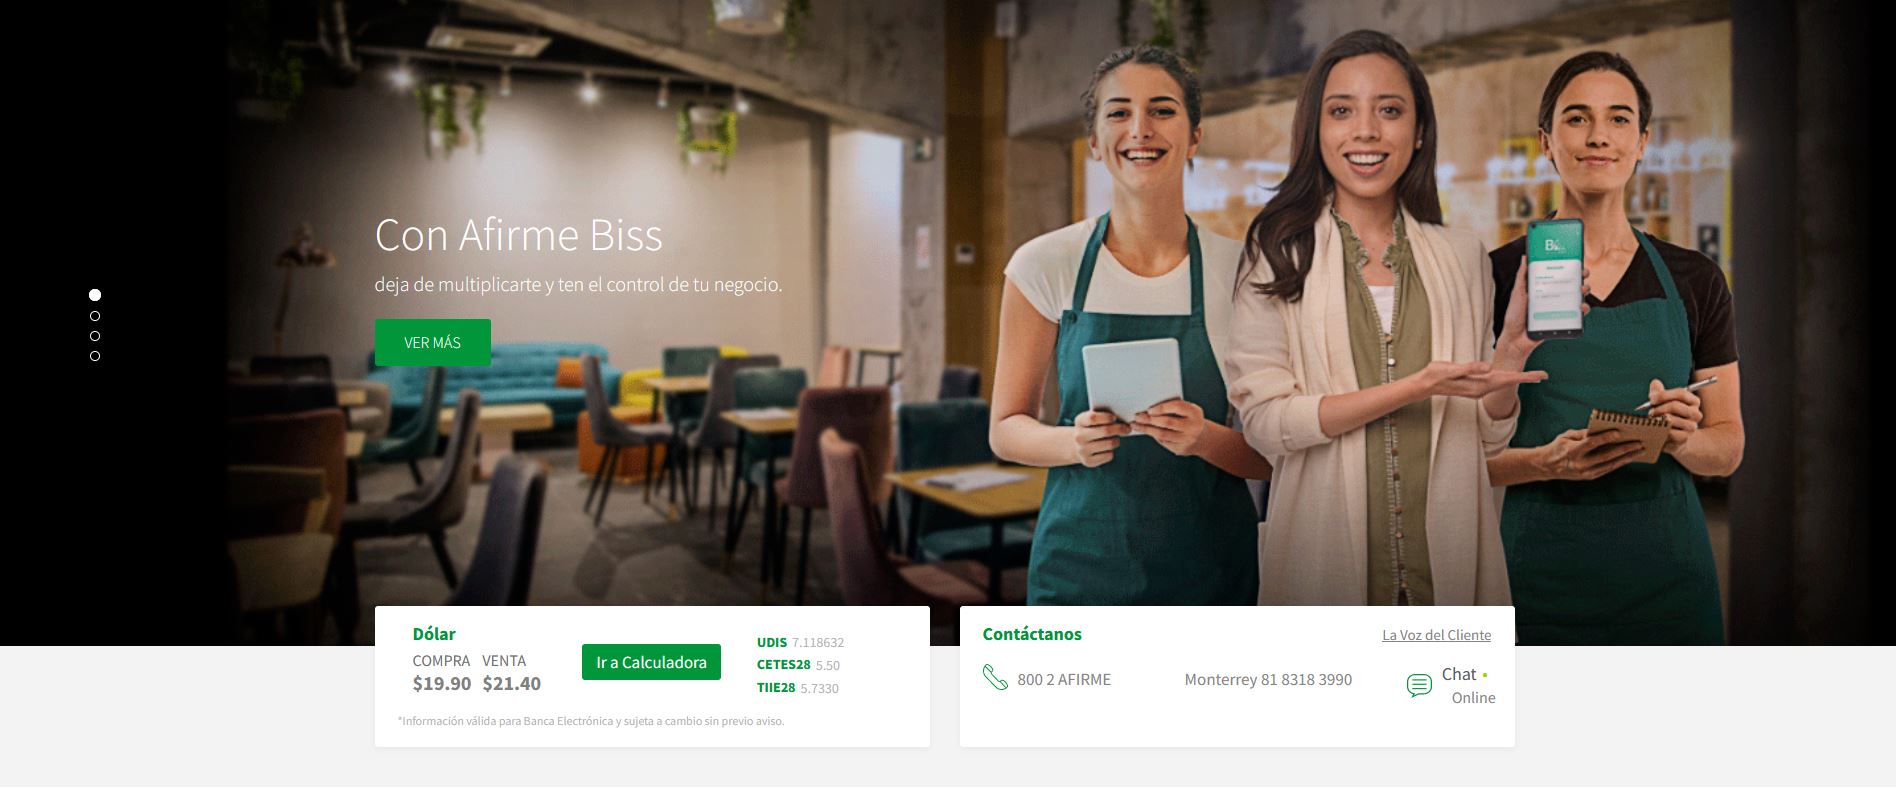 Con Afirme Biss
deja de multiplicarte y ten el control de tu negocio.
VER MÁS
Dólar
COMPRA VENTA
$19.90 $21.40
Ir a Calculadora
UDIS 7.118632
CETES28 5.50
TIIE28 5.7330
*Información válida para Banca Electrónica y sujeta a cambio sin previo aviso.
Contáctanos
La Voz del Cliente
800 2 AFIRME
Monterrey 81 8318 3990
Chat
Online